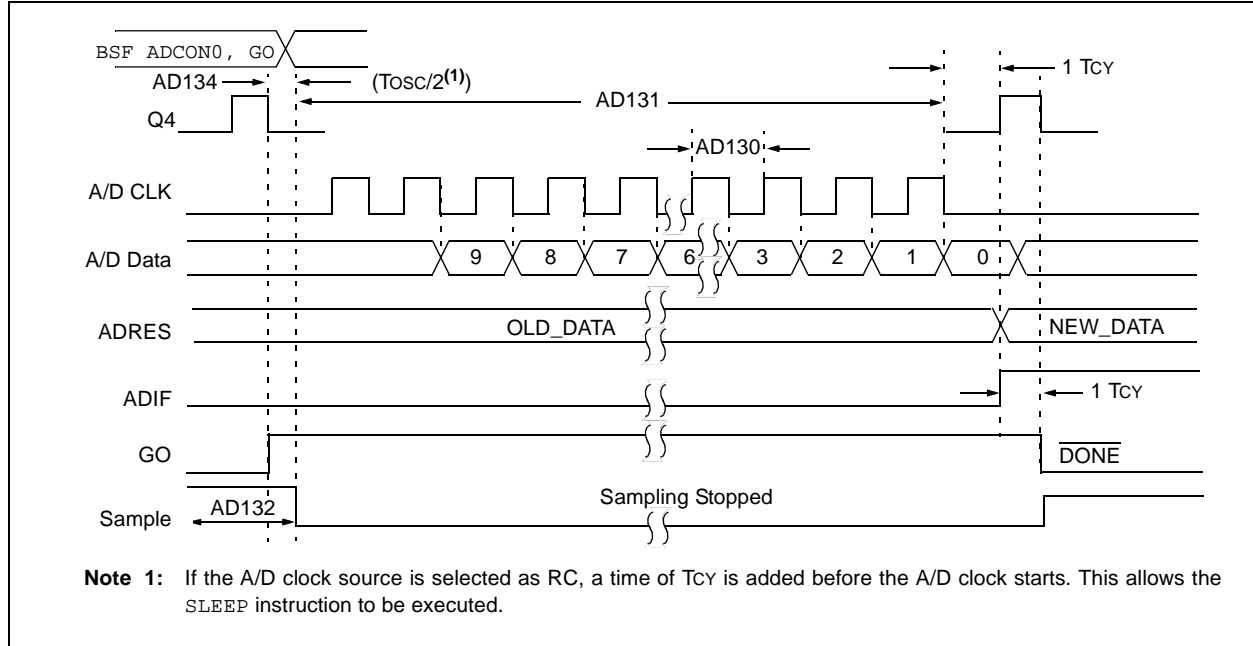 BSF ADCON0, GO
AD134 (TOSC/2(1)) 1 TCY
AD131
Q4
AD130
A/D CLK
A/D Data 9 8 7 6 3 2 1 0
ADRES OLD_DATA NEW_DATA
ADIF 1 TCY
GO DONE
Sampling Stopped
Sample AD132
Note 1: If the A/D clock source is selected as RC, a time of TCY is added before the A/D clock starts. This allows the
SLEEP instruction to be executed.